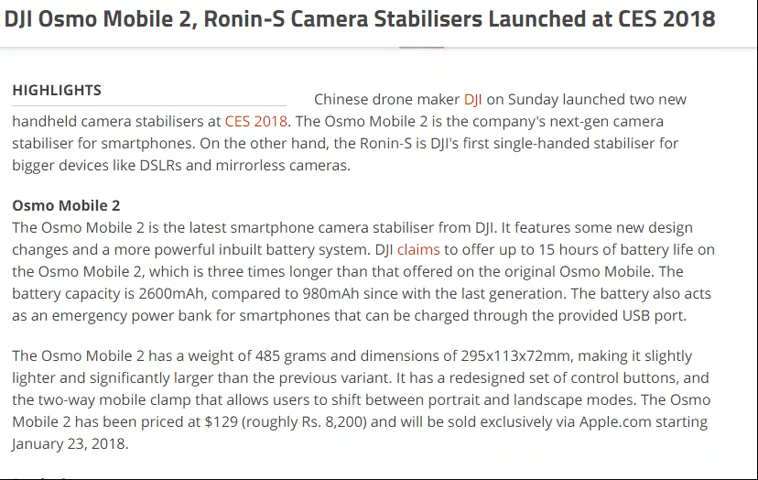 DJI Osmo Mobile 2, Ronin-S Camera Stabilisers Launched at CES 2018
HIGHLIGHTS
Chinese drone maker DJI on Sunday launched two new
handheld camera stabilisers at CES 2018. The Osmo Mobile 2 is the company's next-gen camera
stabiliser for smartphones. On the other hand, the Ronin-S is DJI's first single-handed stabiliser for
bigger devices like DSLRs and mirrorless cameras.
Osmo Mobile 2
The Osmo Mobile 2 is the latest smartphone camera stabiliser from DJI. It features some new design
changes and a more powerful inbuilt battery system. DJI claims to offer up to 15 hours of battery life on
the Osmo Mobile 2, which is three times longer than that offered on the original Osmo Mobile. The
battery capacity is 2600mAh, compared to 980mAh since with the last generation. The battery also acts
as an emergency power bank for smartphones that can be charged through the provided USB port.
The Osmo Mobile 2 has a weight of 485 grams and dimensions of 295x113x72mm, making it slightly
lighter and significantly larger than the previous variant. It has a redesigned set of control buttons, and
the two-way mobile clamp that allows users to shift between portrait and landscape modes. The Osmo
Mobile 2 has been priced at $129 (roughly Rs. 8,200) and will be sold exclusively via Apple.com starting
January 23, 2018.